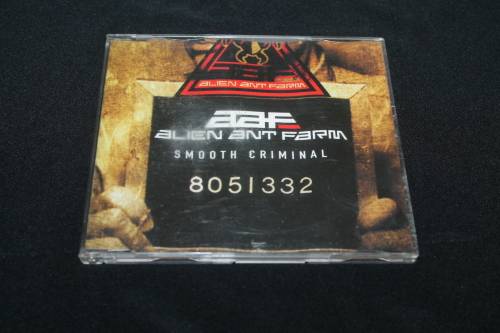 ALIEN ANT FARM
aaf
ALIEN ANT FARM
SMOOTH CRIMINAL
8051332